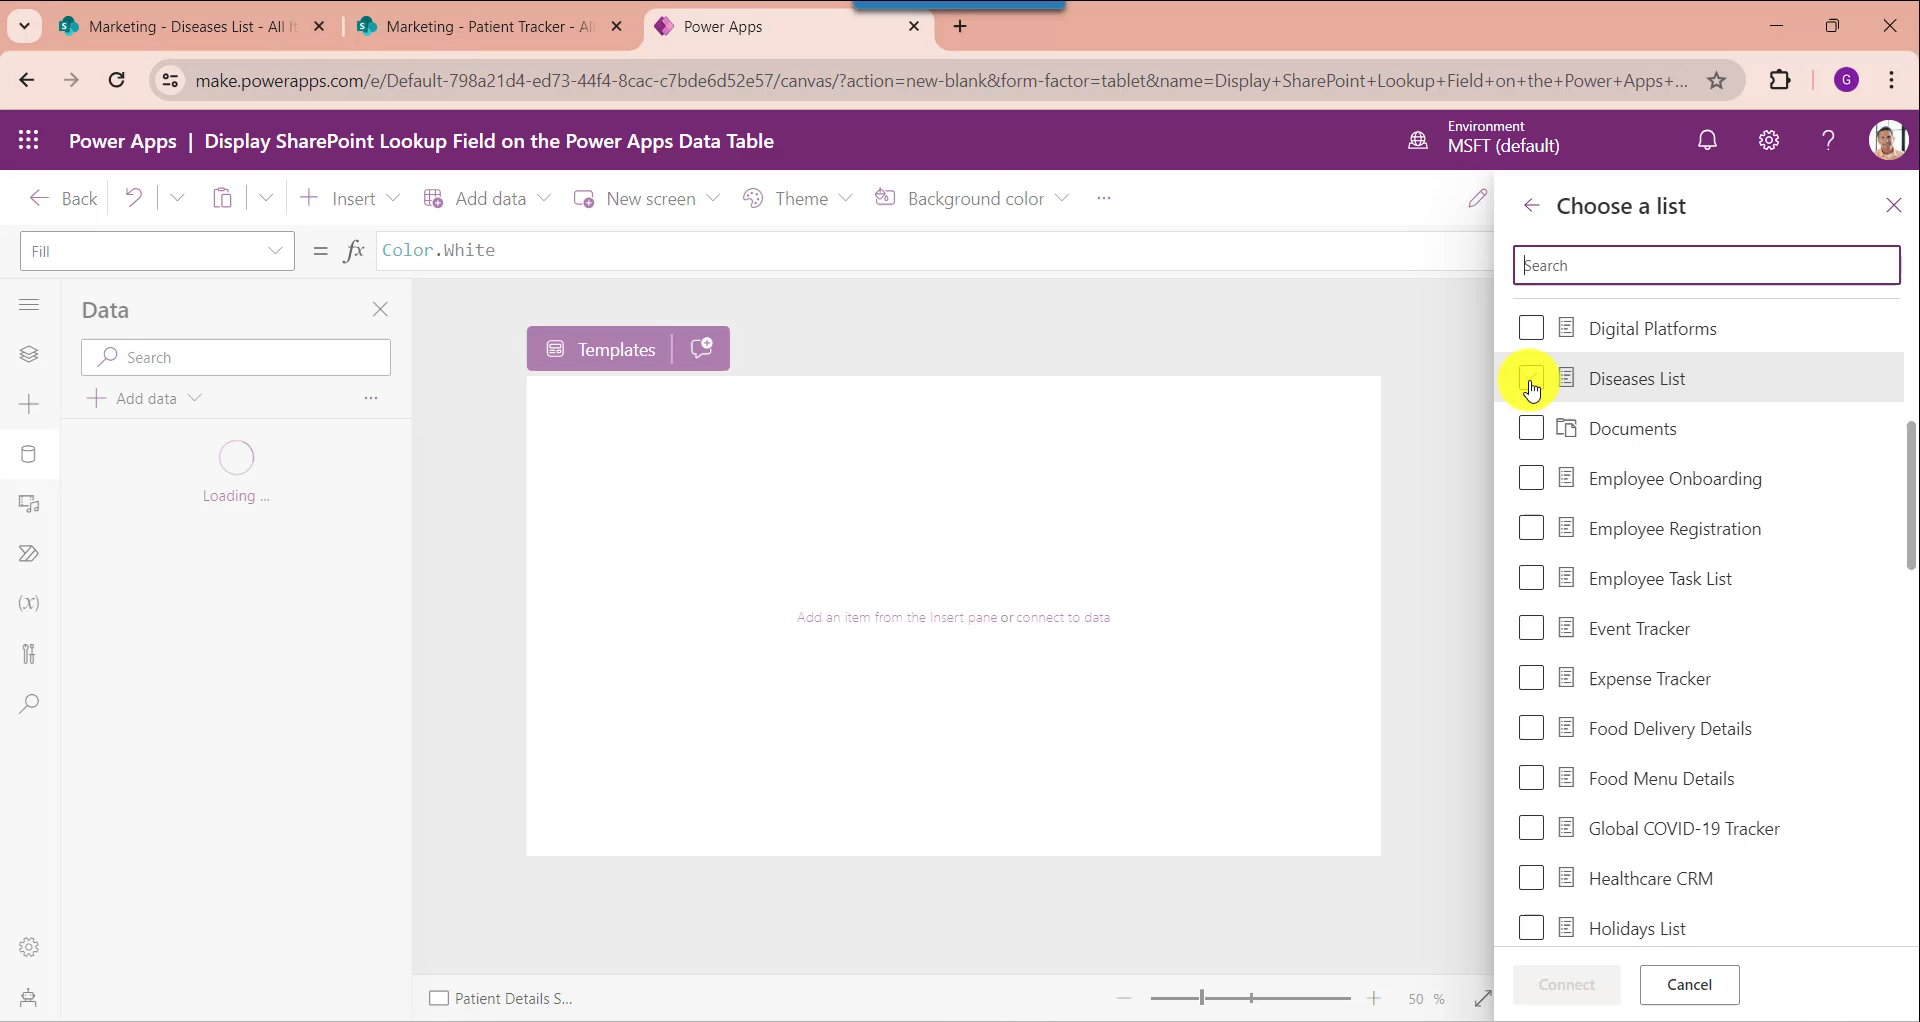 Marketing - Diseases List - All It
Marketing - Patient Tracker - All
Power Apps
make.powerapps.com/e/Default-798a21d4-ed73-44f4-8cac-c7bde6d52e57/canvas/?action=new-blank&form-factor=tablet&name=Display+SharePoint+Lookup+Field+on+the+Power+Apps+...
G
Power Apps | Display SharePoint Lookup Field on the Power Apps Data Table
Environment
MSFT (default)
Back
Insert
Add data
New screen
Theme
Background color
Fill
= fx
Color.White
Data
Search
Add data
Loading ...
(x)
Templates
Add an item from the Insert pane or connect to data
Patient Details S...
50 %
Choose a list
Search
Digital Platforms
Diseases List
Documents
Employee Onboarding
Employee Registration
Employee Task List
Event Tracker
Expense Tracker
Food Delivery Details
Food Menu Details
Global COVID-19 Tracker
Healthcare CRM
Holidays List
Connect
Cancel